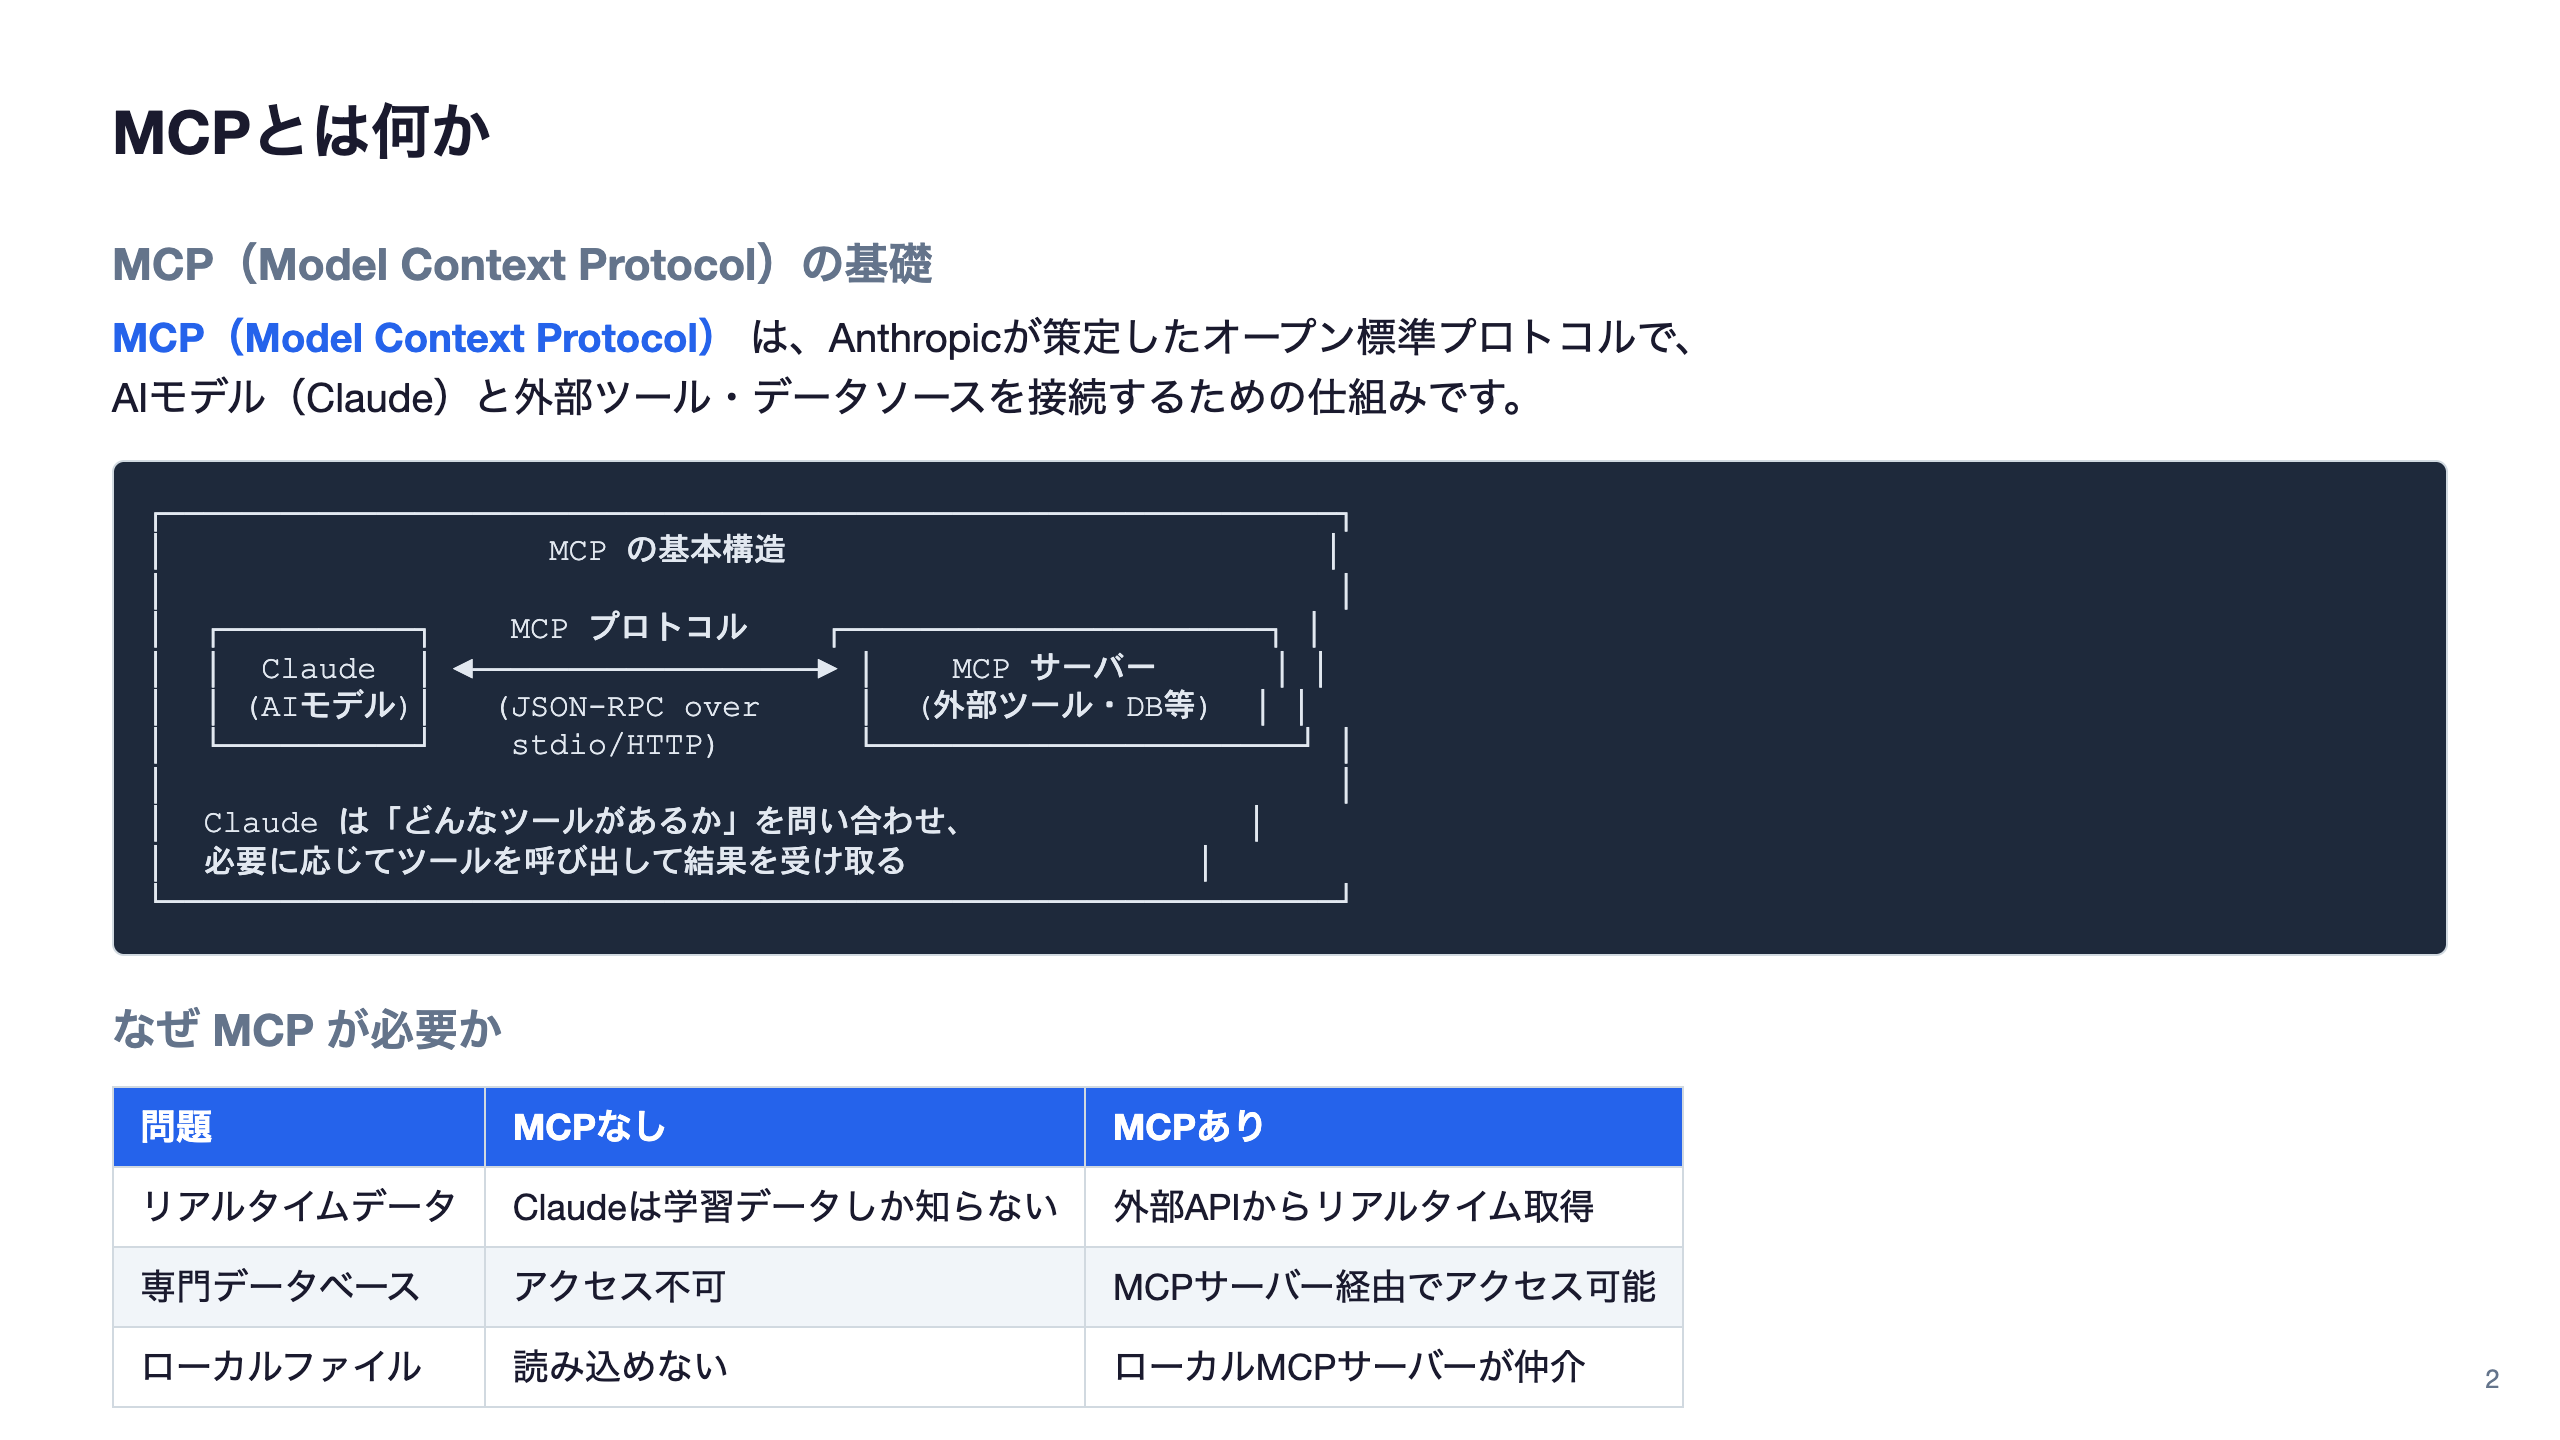 MCPとは何か
MCP（Model Context Protocol）の基礎
MCP（Model Context Protocol） は、Anthropicが策定したオープン標準プロトコルで、
AIモデル（Claude）と外部ツール・データソースを接続するための仕組みです。
MCP の基本構造
MCP プロトコル
Claude
MCP サーバー
(AIモデル)
(JSON-RPC over
(外部ツール・DB等)
stdio/HTTP)
Claude は「どんなツールがあるか」を問い合わせ、
必要に応じてツールを呼び出して結果を受け取る
なぜ MCP が必要か
問題 MCPなし MCPあり
リアルタイムデータ Claudeは学習データしか知らない 外部APIからリアルタイム取得
専門データベース アクセス不可 MCPサーバー経由でアクセス可能
ローカルファイル 読み込めない ローカルMCPサーバーが仲介
2